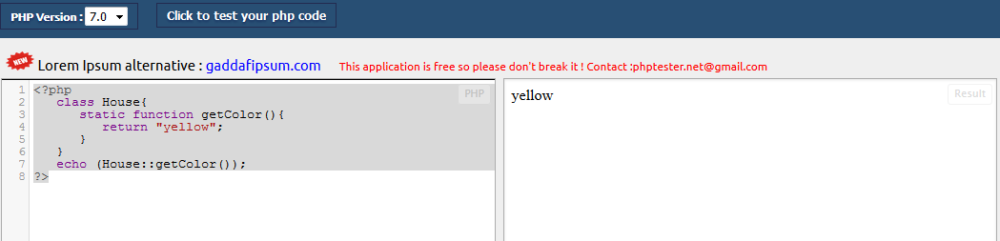 PHP Version : 7.0 Click to test your php code
NEW Lorem Ipsum alternative : gaddafipsum.com This application is free so please don't break it ! Contact :phptester.net@gmail.com
1 <?php PHP
2 class House{
3 static function getColor(){
4 return "yellow";
5 }
6 }
7 echo (House::getColor());
8 ?>
yellow Result